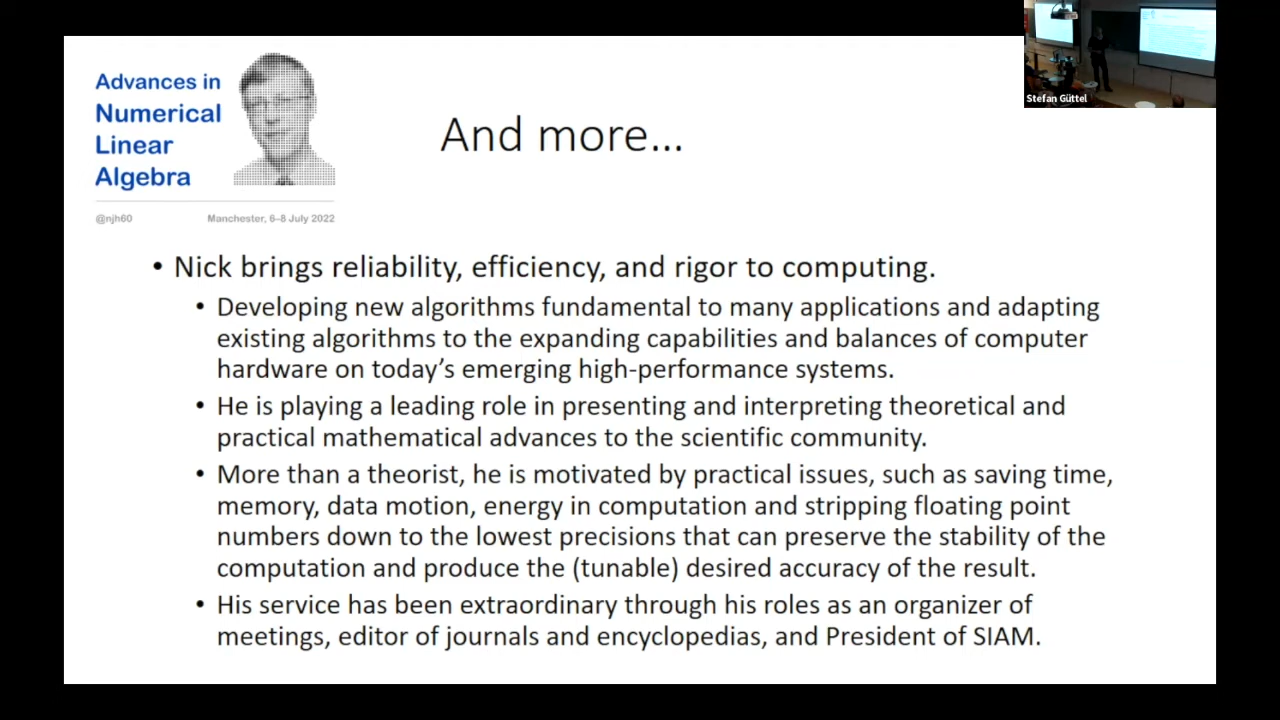 Advances in
Numerical
Linear
Algebra
@njh60
Manchester, 6–8 July 2022
And more...
Stefan Güttel
• Nick brings reliability, efficiency, and rigor to computing.
• Developing new algorithms fundamental to many applications and adapting
existing algorithms to the expanding capabilities and balances of computer
hardware on today’s emerging high-performance systems.
• He is playing a leading role in presenting and interpreting theoretical and
practical mathematical advances to the scientific community.
• More than a theorist, he is motivated by practical issues, such as saving time,
memory, data motion, energy in computation and stripping floating point
numbers down to the lowest precisions that can preserve the stability of the
computation and produce the (tunable) desired accuracy of the result.
• His service has been extraordinary through his roles as an organizer of
meetings, editor of journals and encyclopedias, and President of SIAM.